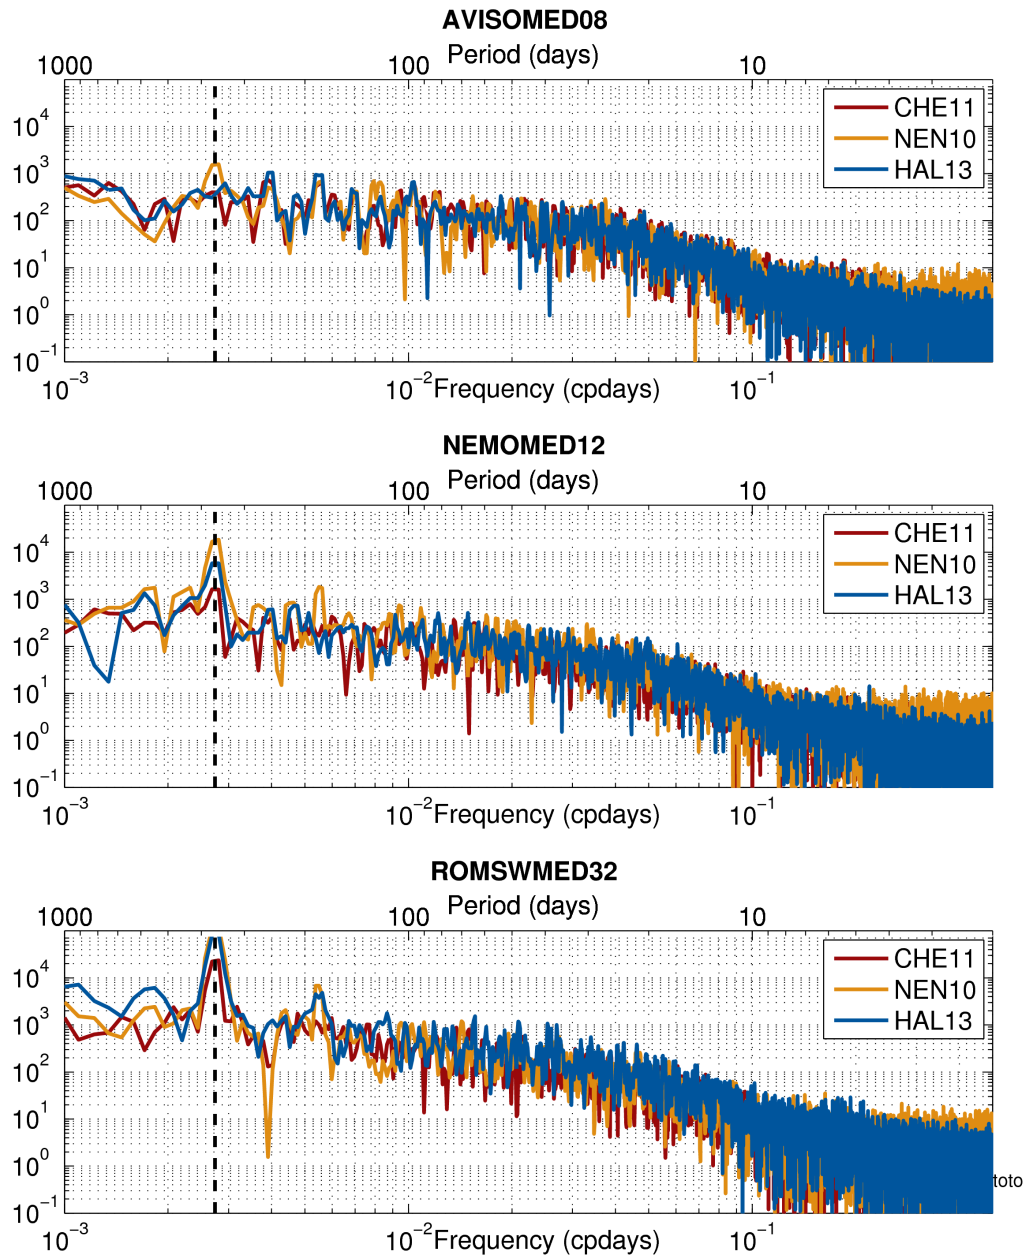 AVISOMED08
Period (days)
1000 100 10
CHE11
NEN10
HAL13
10^4
10^3
10^2
10^1
10^0
10^−1
10^−3 10^−2 Frequency (cpdays) 10^−1
NEMOMED12
Period (days)
1000 100 10
CHE11
NEN10
HAL13
10^4
10^3
10^2
10^1
10^0
10^−1
10^−3 10^−2 Frequency (cpdays) 10^−1
ROMSWMED32
Period (days)
1000 100 10
CHE11
NEN10
HAL13
10^4
10^3
10^2
10^1
10^0
toto
10^−1
10^−3 10^−2 Frequency (cpdays) 10^−1